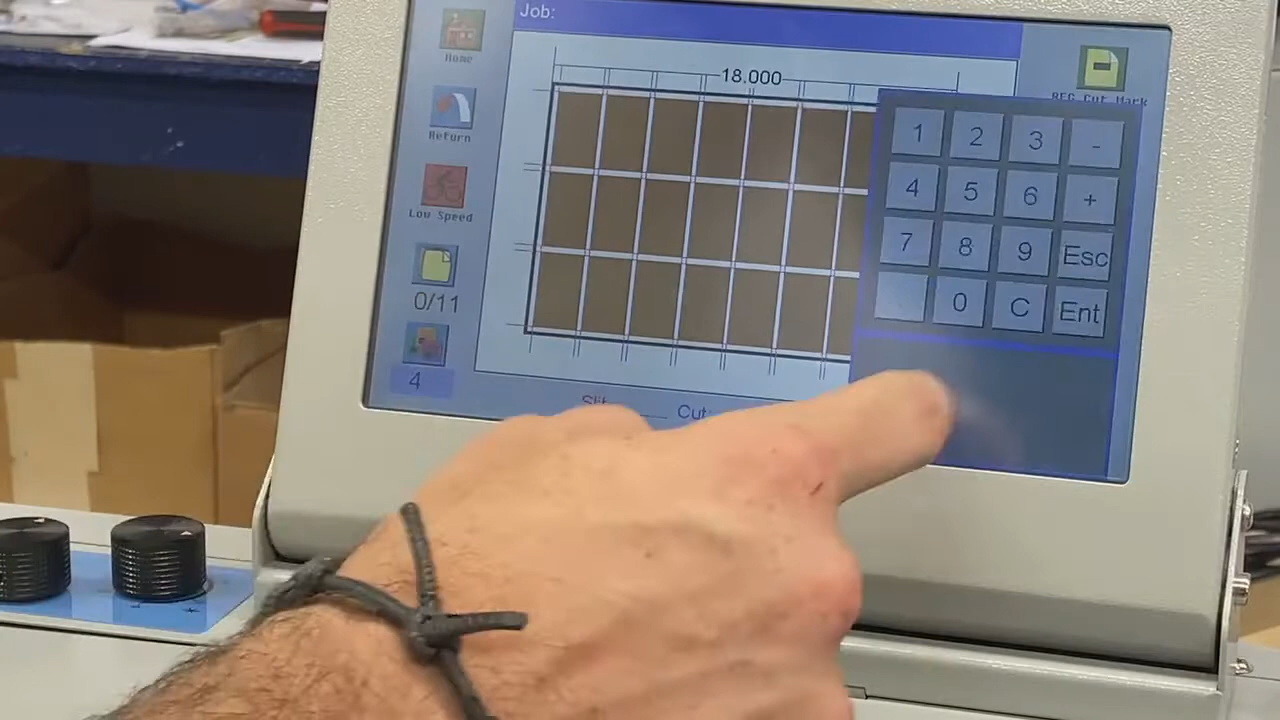 Job:
Home
18.000
REG Cut Mark
Return
1 2 3 -
4 5 6 +
Low Speed
7 8 9 Esc
0/11
0 C Ent
4
Slit Cut: